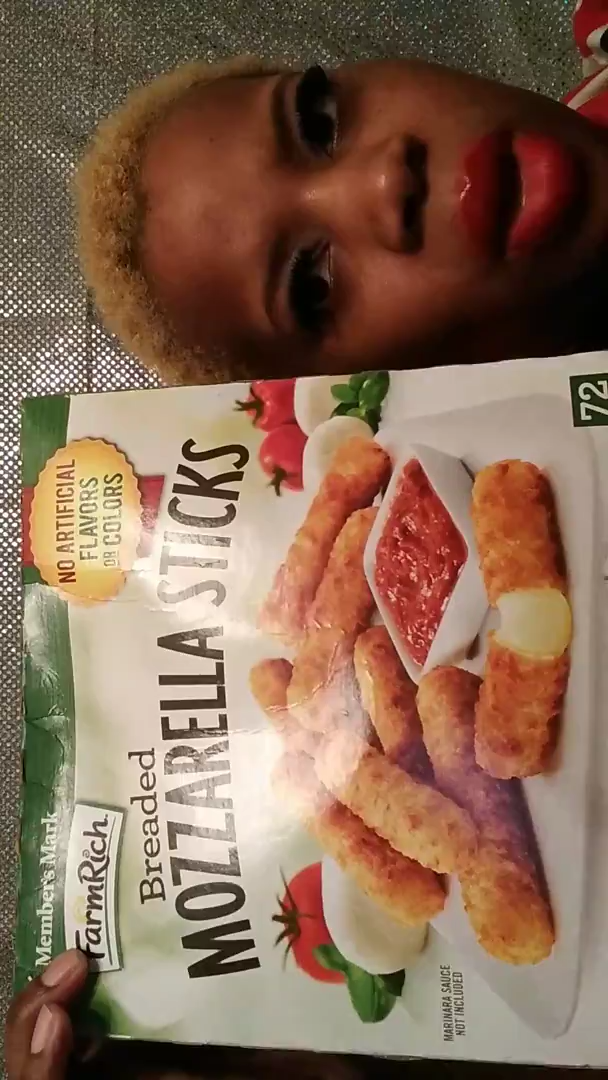 Member's Mark
FarmRich
NO ARTIFICIAL
FLAVORS
OR COLORS
Breaded
MOZZARELLA STICKS
MARINARA SAUCE
NOT INCLUDED
72